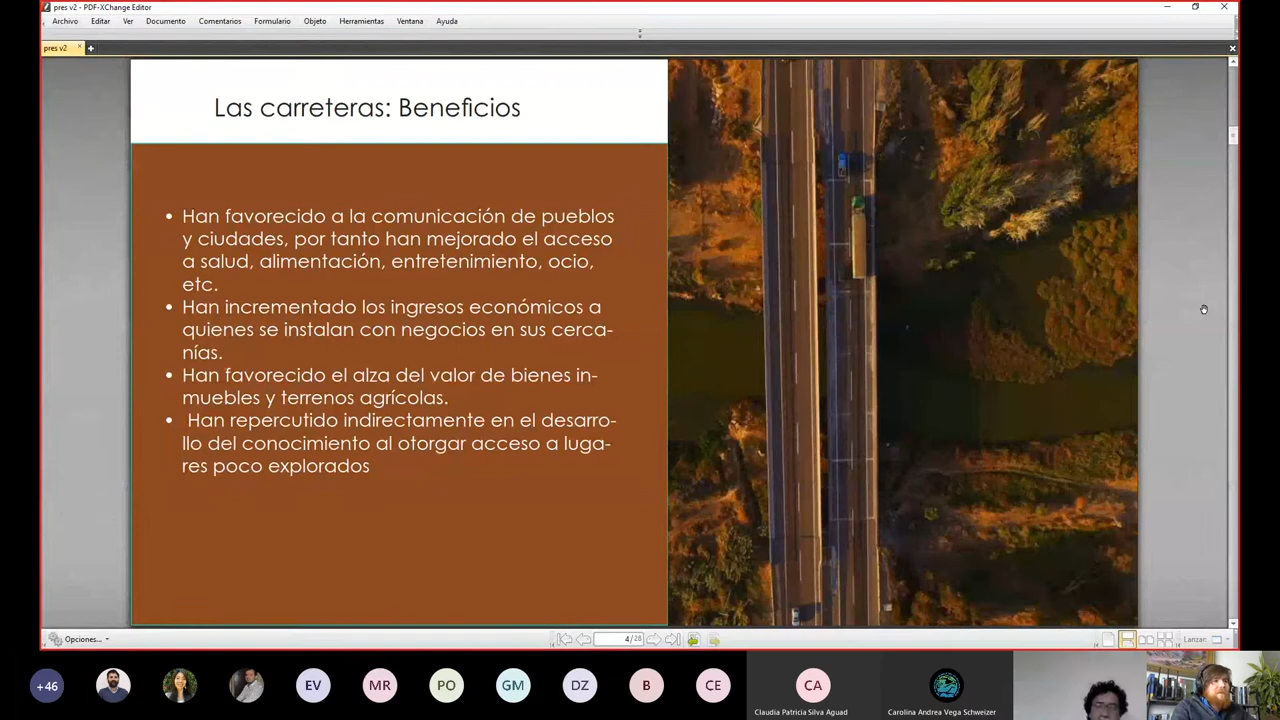 pres v2 - PDF-XChange Editor
Archivo Editar Ver Documento Comentarios Formulario Objeto Herramientas Ventana Ayuda
pres v2
Las carreteras: Beneficios
• Han favorecido a la comunicación de pueblos
y ciudades, por tanto han mejorado el acceso
a salud, alimentación, entretenimiento, ocio,
etc.
• Han incrementado los ingresos económicos a
quienes se instalan con negocios en sus cerca-
nías.
• Han favorecido el alza del valor de bienes in-
muebles y terrenos agrícolas.
• Han repercutido indirectamente en el desarro-
llo del conocimiento al otorgar acceso a luga-
res poco explorados
Opciones...
4/28
Lanzar:
+46 EV MR PO GM DZ B CE CA
Claudia Patricia Silva Aguad
Carolina Andrea Vega Schweizer